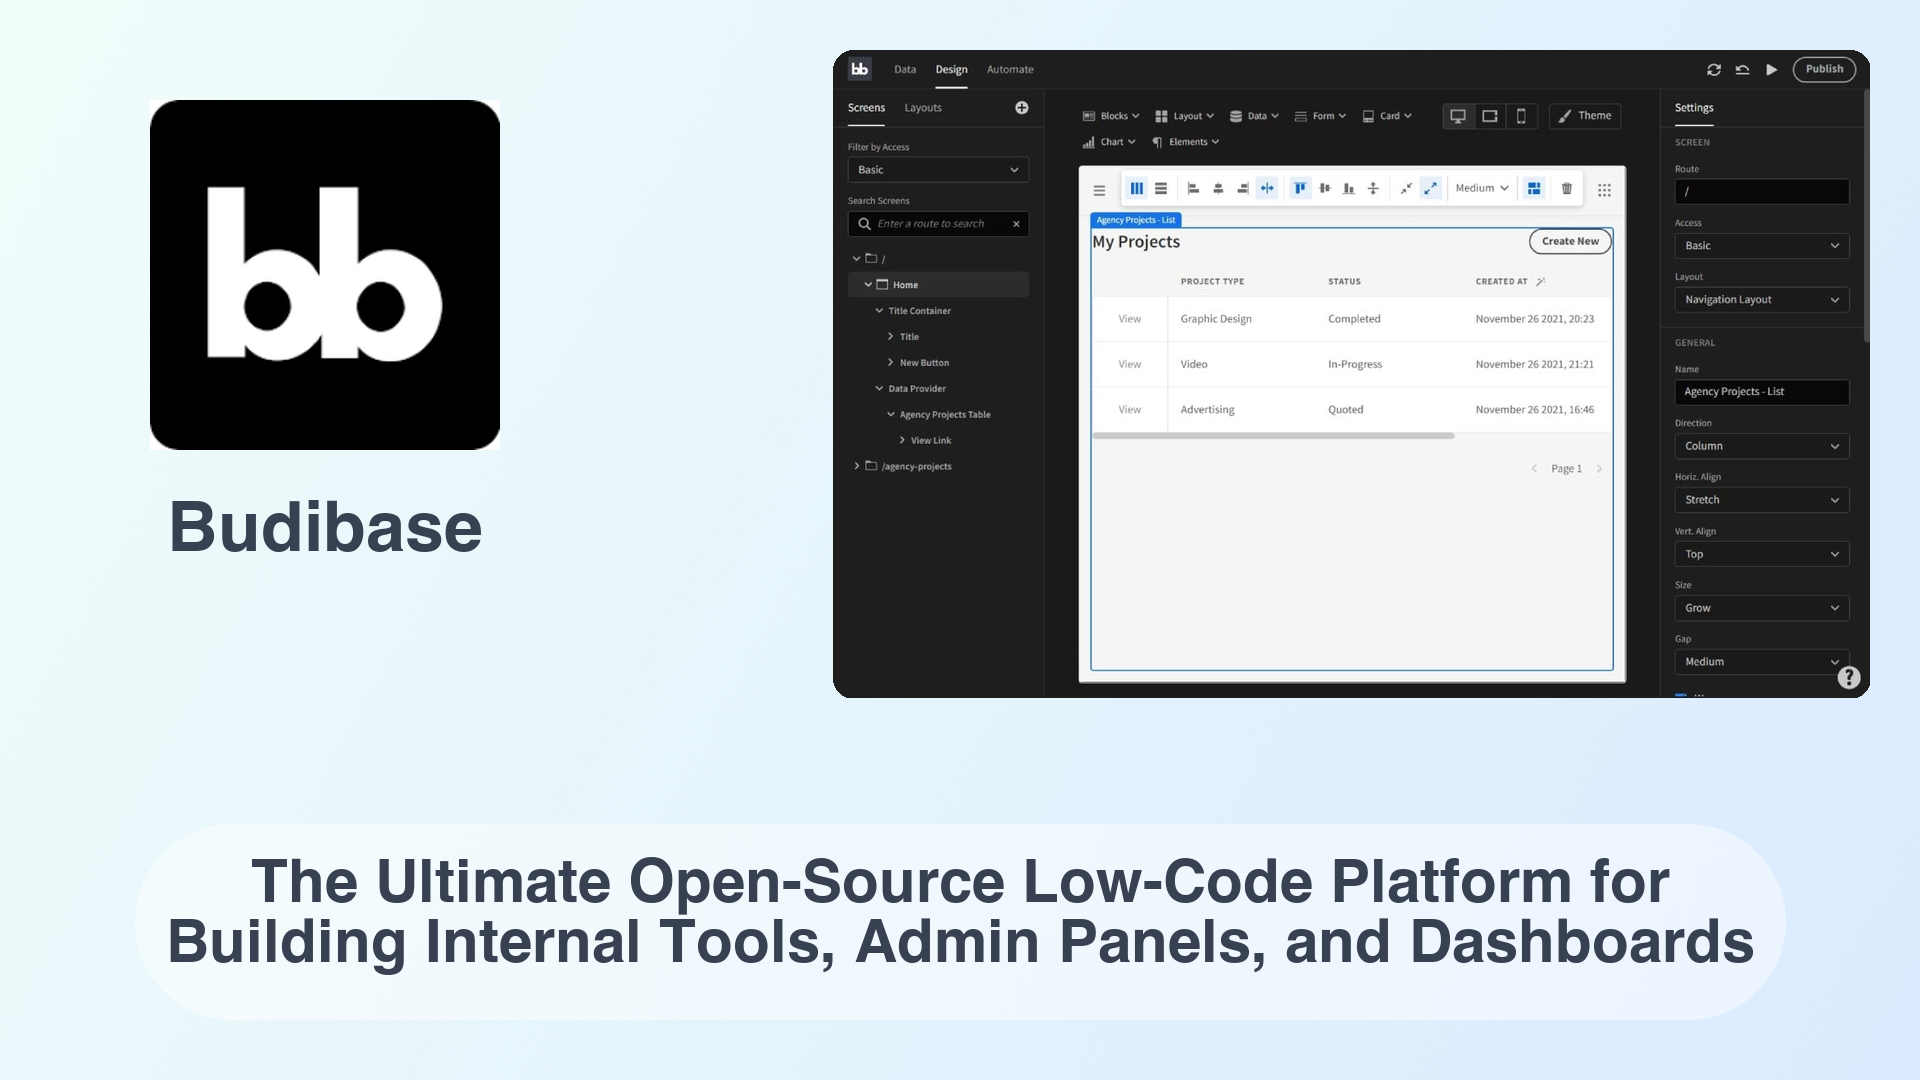 bb
Budibase
bb Data Design Automate Publish
Screens Layouts
Filter by Access
Basic
Search Screens
Enter a route to search
/
Home
Title Container
Title
New Button
Data Provider
Agency Projects Table
View Link
/agency-projects
Blocks Layout Data Form Card Theme
Chart Elements
Medium
Agency Projects - List
My Projects Create New
PROJECT TYPE STATUS CREATED AT
View Graphic Design Completed November 26 2021, 20:23
View Video In-Progress November 26 2021, 21:21
View Advertising Quoted November 26 2021, 16:46
Page 1
Settings
SCREEN
Route
/
Access
Basic
Layout
Navigation Layout
GENERAL
Name
Agency Projects - List
Direction
Column
Horiz. Align
Stretch
Vert. Align
Top
Size
Grow
Gap
Medium
?
The Ultimate Open-Source Low-Code Platform for
Building Internal Tools, Admin Panels, and Dashboards